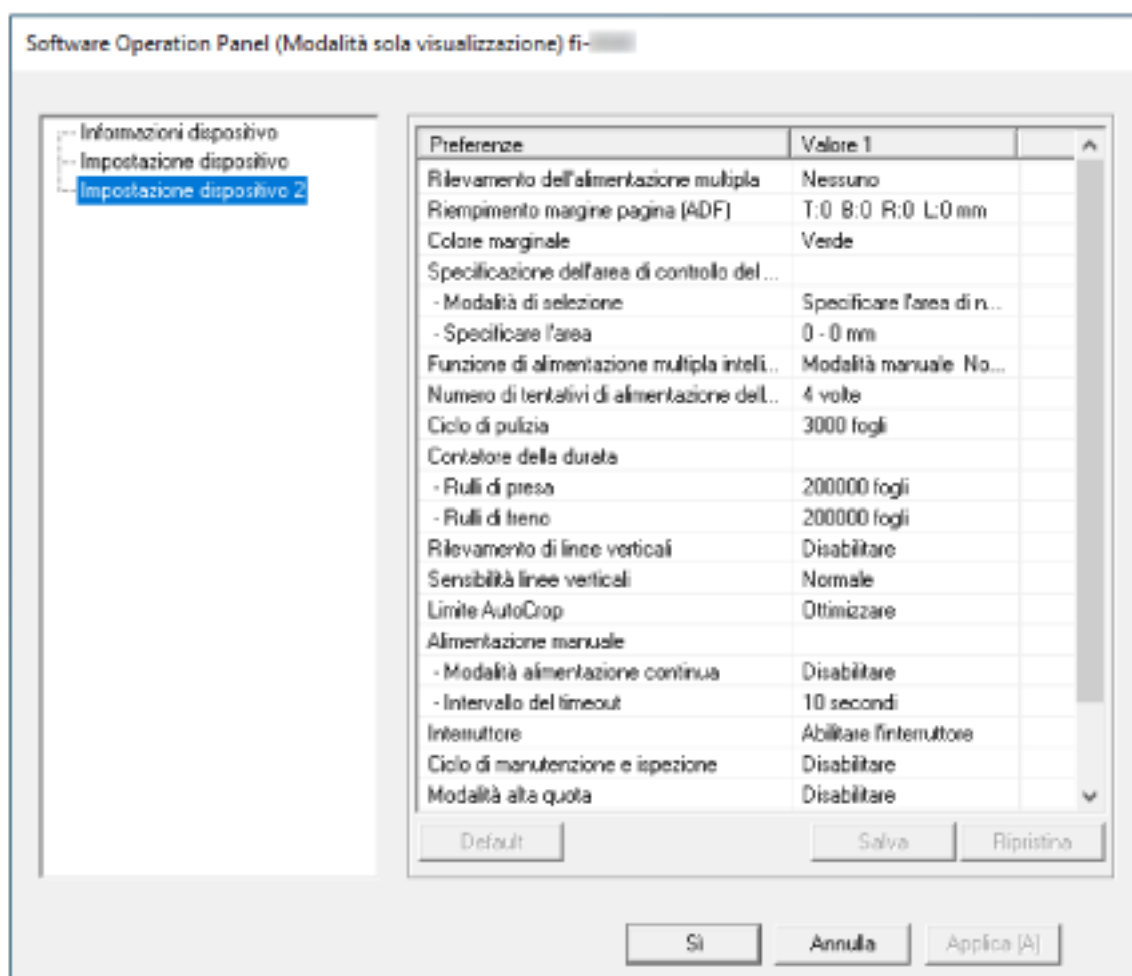 Software Operation Panel (Modalità sola visualizzazione) fi-
Informazioni dispositivo
Impostazione dispositivo
Impostazione dispositivo 2
Preferenze Valore 1
Rilevamento dell'alimentazione multipla Nessuno
Riempimento margine pagina (ADF) T:0 B:0 R:0 L:0 mm
Colore marginale Verde
Specificazione dell'area di controllo del ...
- Modalità di selezione Specificare l'area di n...
- Specificare l'area 0 - 0 mm
Funzione di alimentazione multipla intelli... Modalità manuale No...
Numero di tentativi di alimentazione dell... 4 volte
Ciclo di pulizia 3000 fogli
Contatore della durata
- Rulli di presa 200000 fogli
- Rulli di freno 200000 fogli
Rilevamento di linee verticali Disabilitare
Sensibilità linee verticali Normale
Limite AutoCrop Ottimizzare
Alimentazione manuale
- Modalità alimentazione continua Disabilitare
- Intervallo del timeout 10 secondi
Interruttore Abilitare l'interruttore
Ciclo di manutenzione e ispezione Disabilitare
Modalità alta quota Disabilitare
Default Salva Ripristina
Sì Annulla Applica (A)